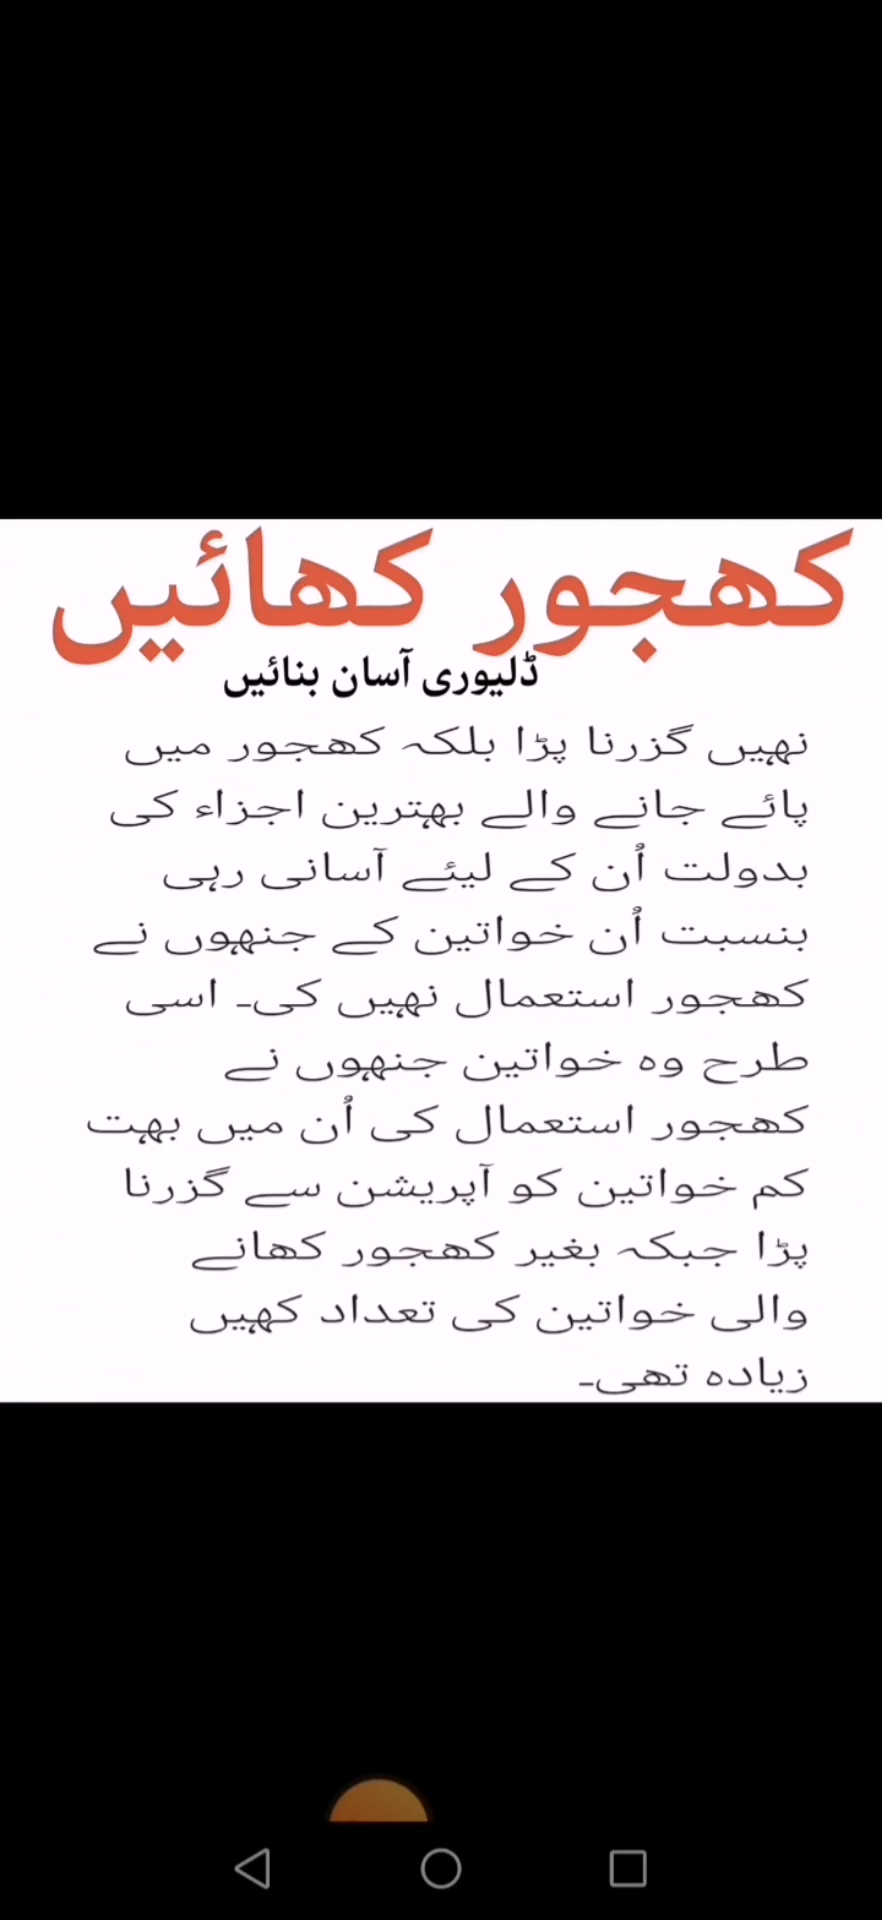 کھجور کھائیں
ڈلیوری آسان بنائیں
نہیں گزرنا پڑا بلکہ کھجور میں
پائے جانے والے بہترین اجزاء کی
بدولت اُن کے لیئے آسانی رہی
بنسبت اُن خواتین کے جنھوں نے
کھجور استعمال نہیں کی۔ اسی
طرح وہ خواتین جنھوں نے
کھجور استعمال کی اُن میں بہت
کم خواتین کو آپریشن سے گزرنا
پڑا جبکہ بغیر کھجور کھانے
والی خواتین کی تعداد کہیں
زیادہ تھی۔